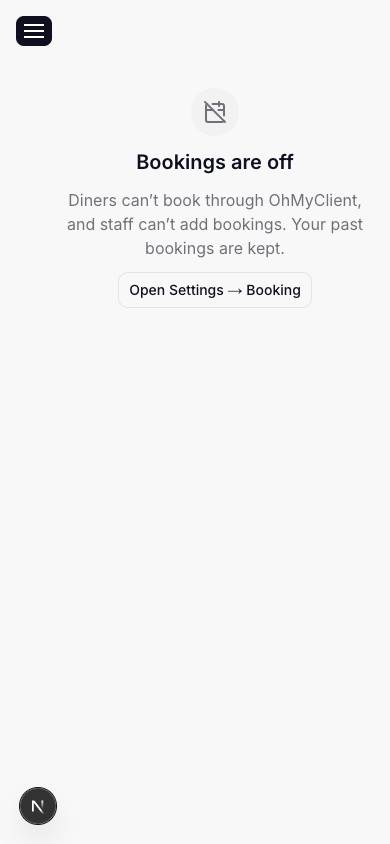 Bookings are off
Diners can’t book through OhMyClient,
and staff can’t add bookings. Your past
bookings are kept.
Open Settings → Booking
N